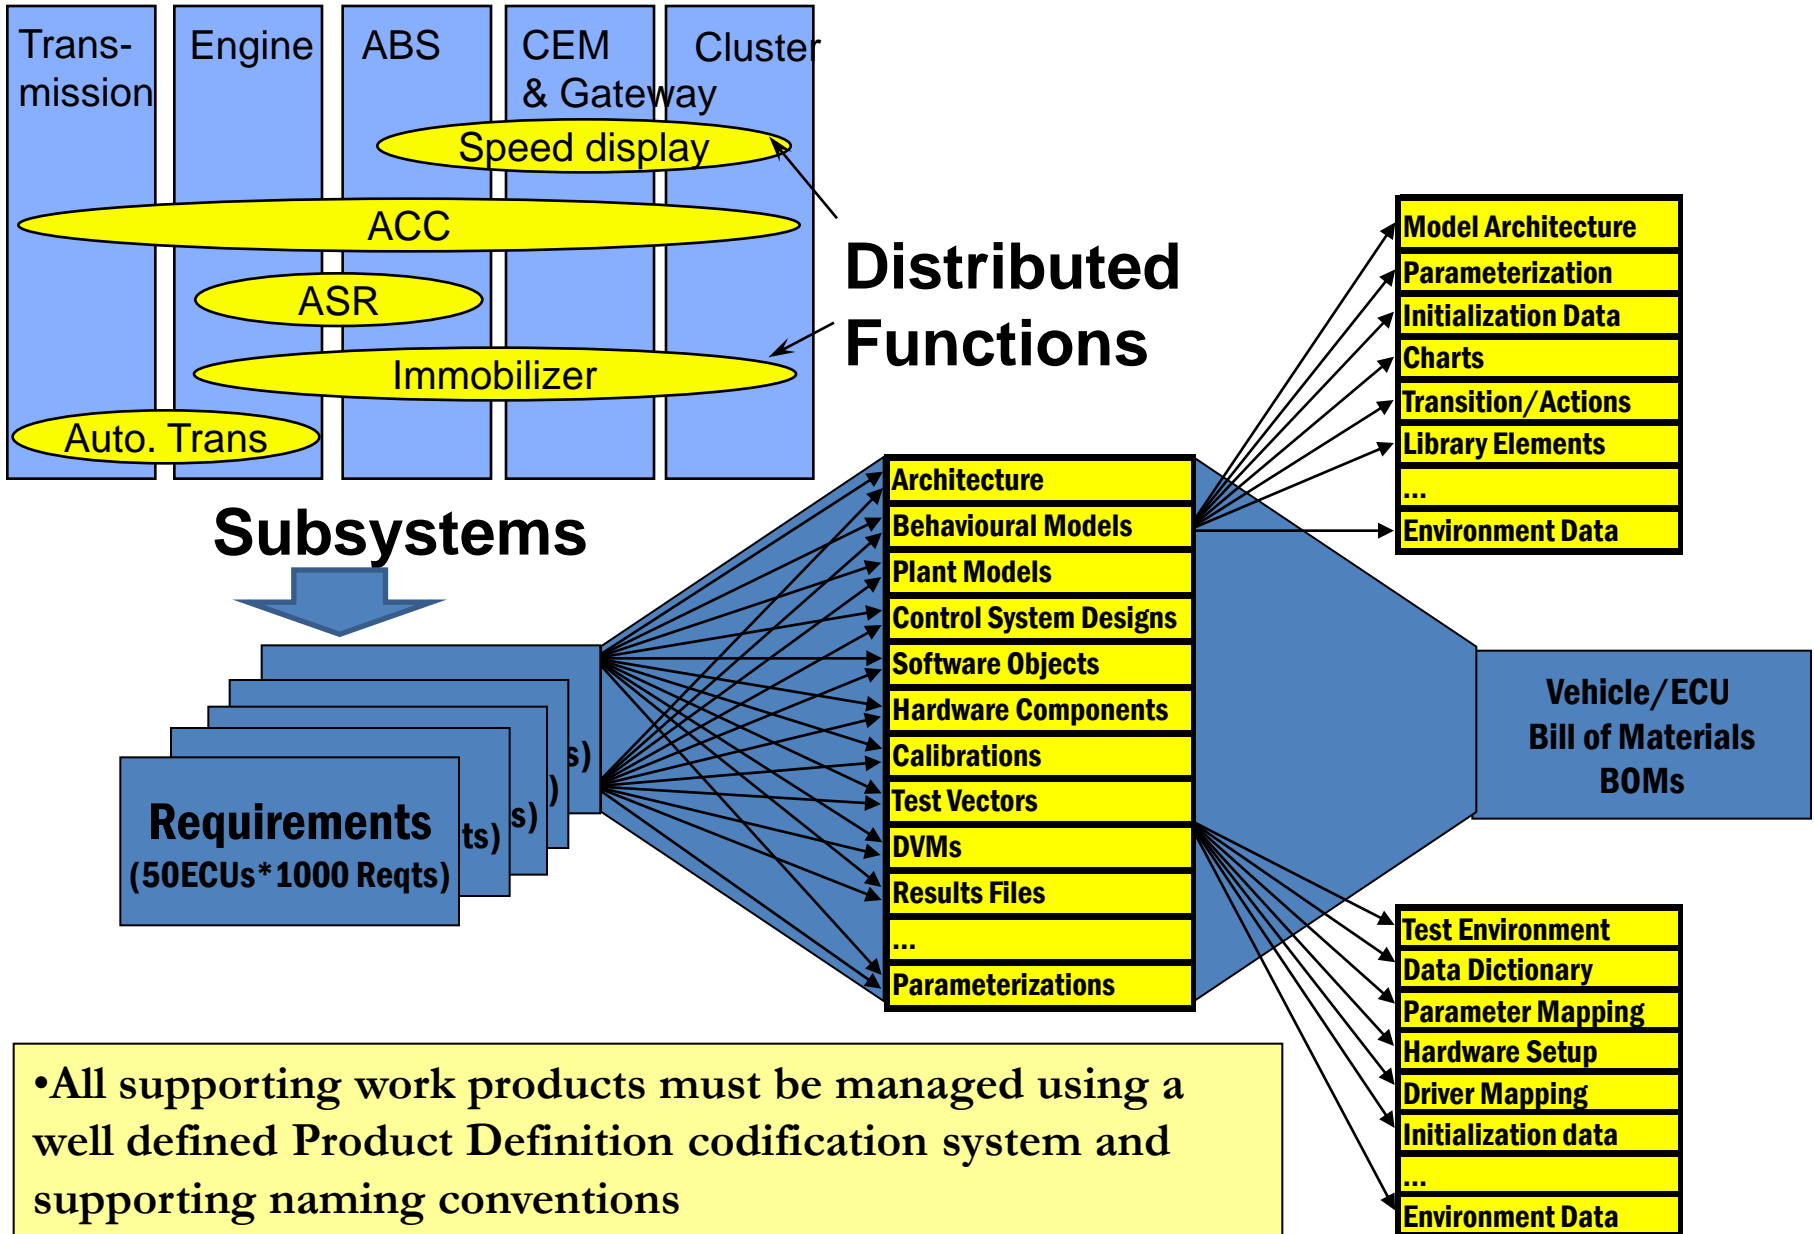 Trans-
mission
Engine
ABS
CEM
& Gateway
Cluster
Speed display
ACC
ASR
Immobilizer
Auto. Trans
Distributed
Functions
Subsystems
Requirements
(50ECUs*1000 Reqts)
ts)
s)
)
s)
Architecture
Behavioural Models
Plant Models
Control System Designs
Software Objects
Hardware Components
Calibrations
Test Vectors
DVMs
Results Files
...
Parameterizations
Model Architecture
Parameterization
Initialization Data
Charts
Transition/Actions
Library Elements
...
Environment Data
Vehicle/ECU
Bill of Materials
BOMs
Test Environment
Data Dictionary
Parameter Mapping
Hardware Setup
Driver Mapping
Initialization data
...
Environment Data
•All supporting work products must be managed using a
well defined Product Definition codification system and
supporting naming conventions